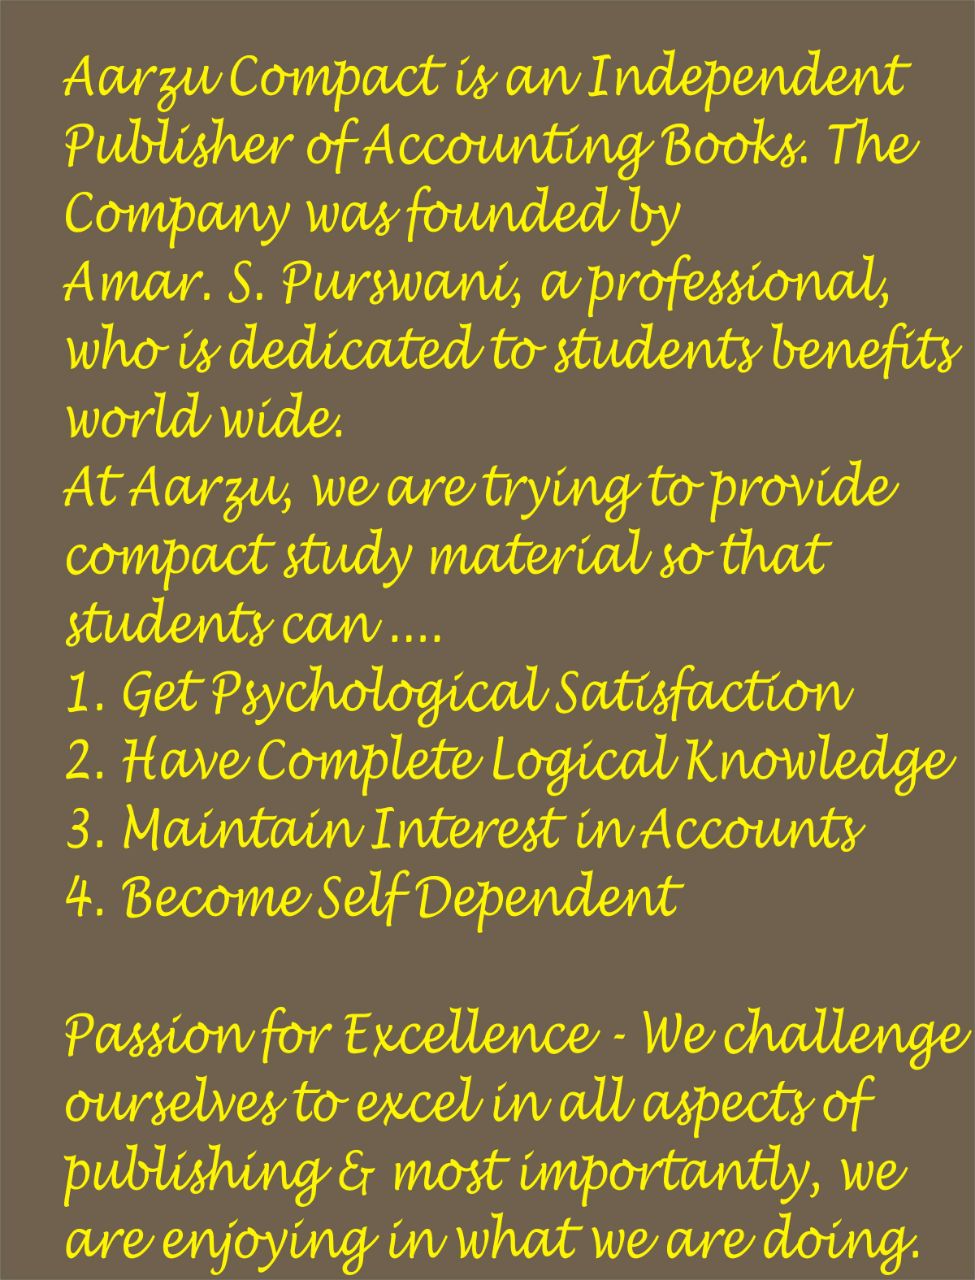 Aarzu Compact is an Independent
Publisher of Accounting Books. The
Company was founded by
Amar. S. Purswani, a professional,
who is dedicated to students benefits
world wide.
At Aarzu, we are trying to provide
compact study material so that
students can ....
1. Get Psychological Satisfaction
2. Have Complete Logical Knowledge
3. Maintain Interest in Accounts
4. Become Self Dependent
Passion for Excellence - We challenge
ourselves to excel in all aspects of
publishing & most importantly, we
are enjoying in what we are doing.